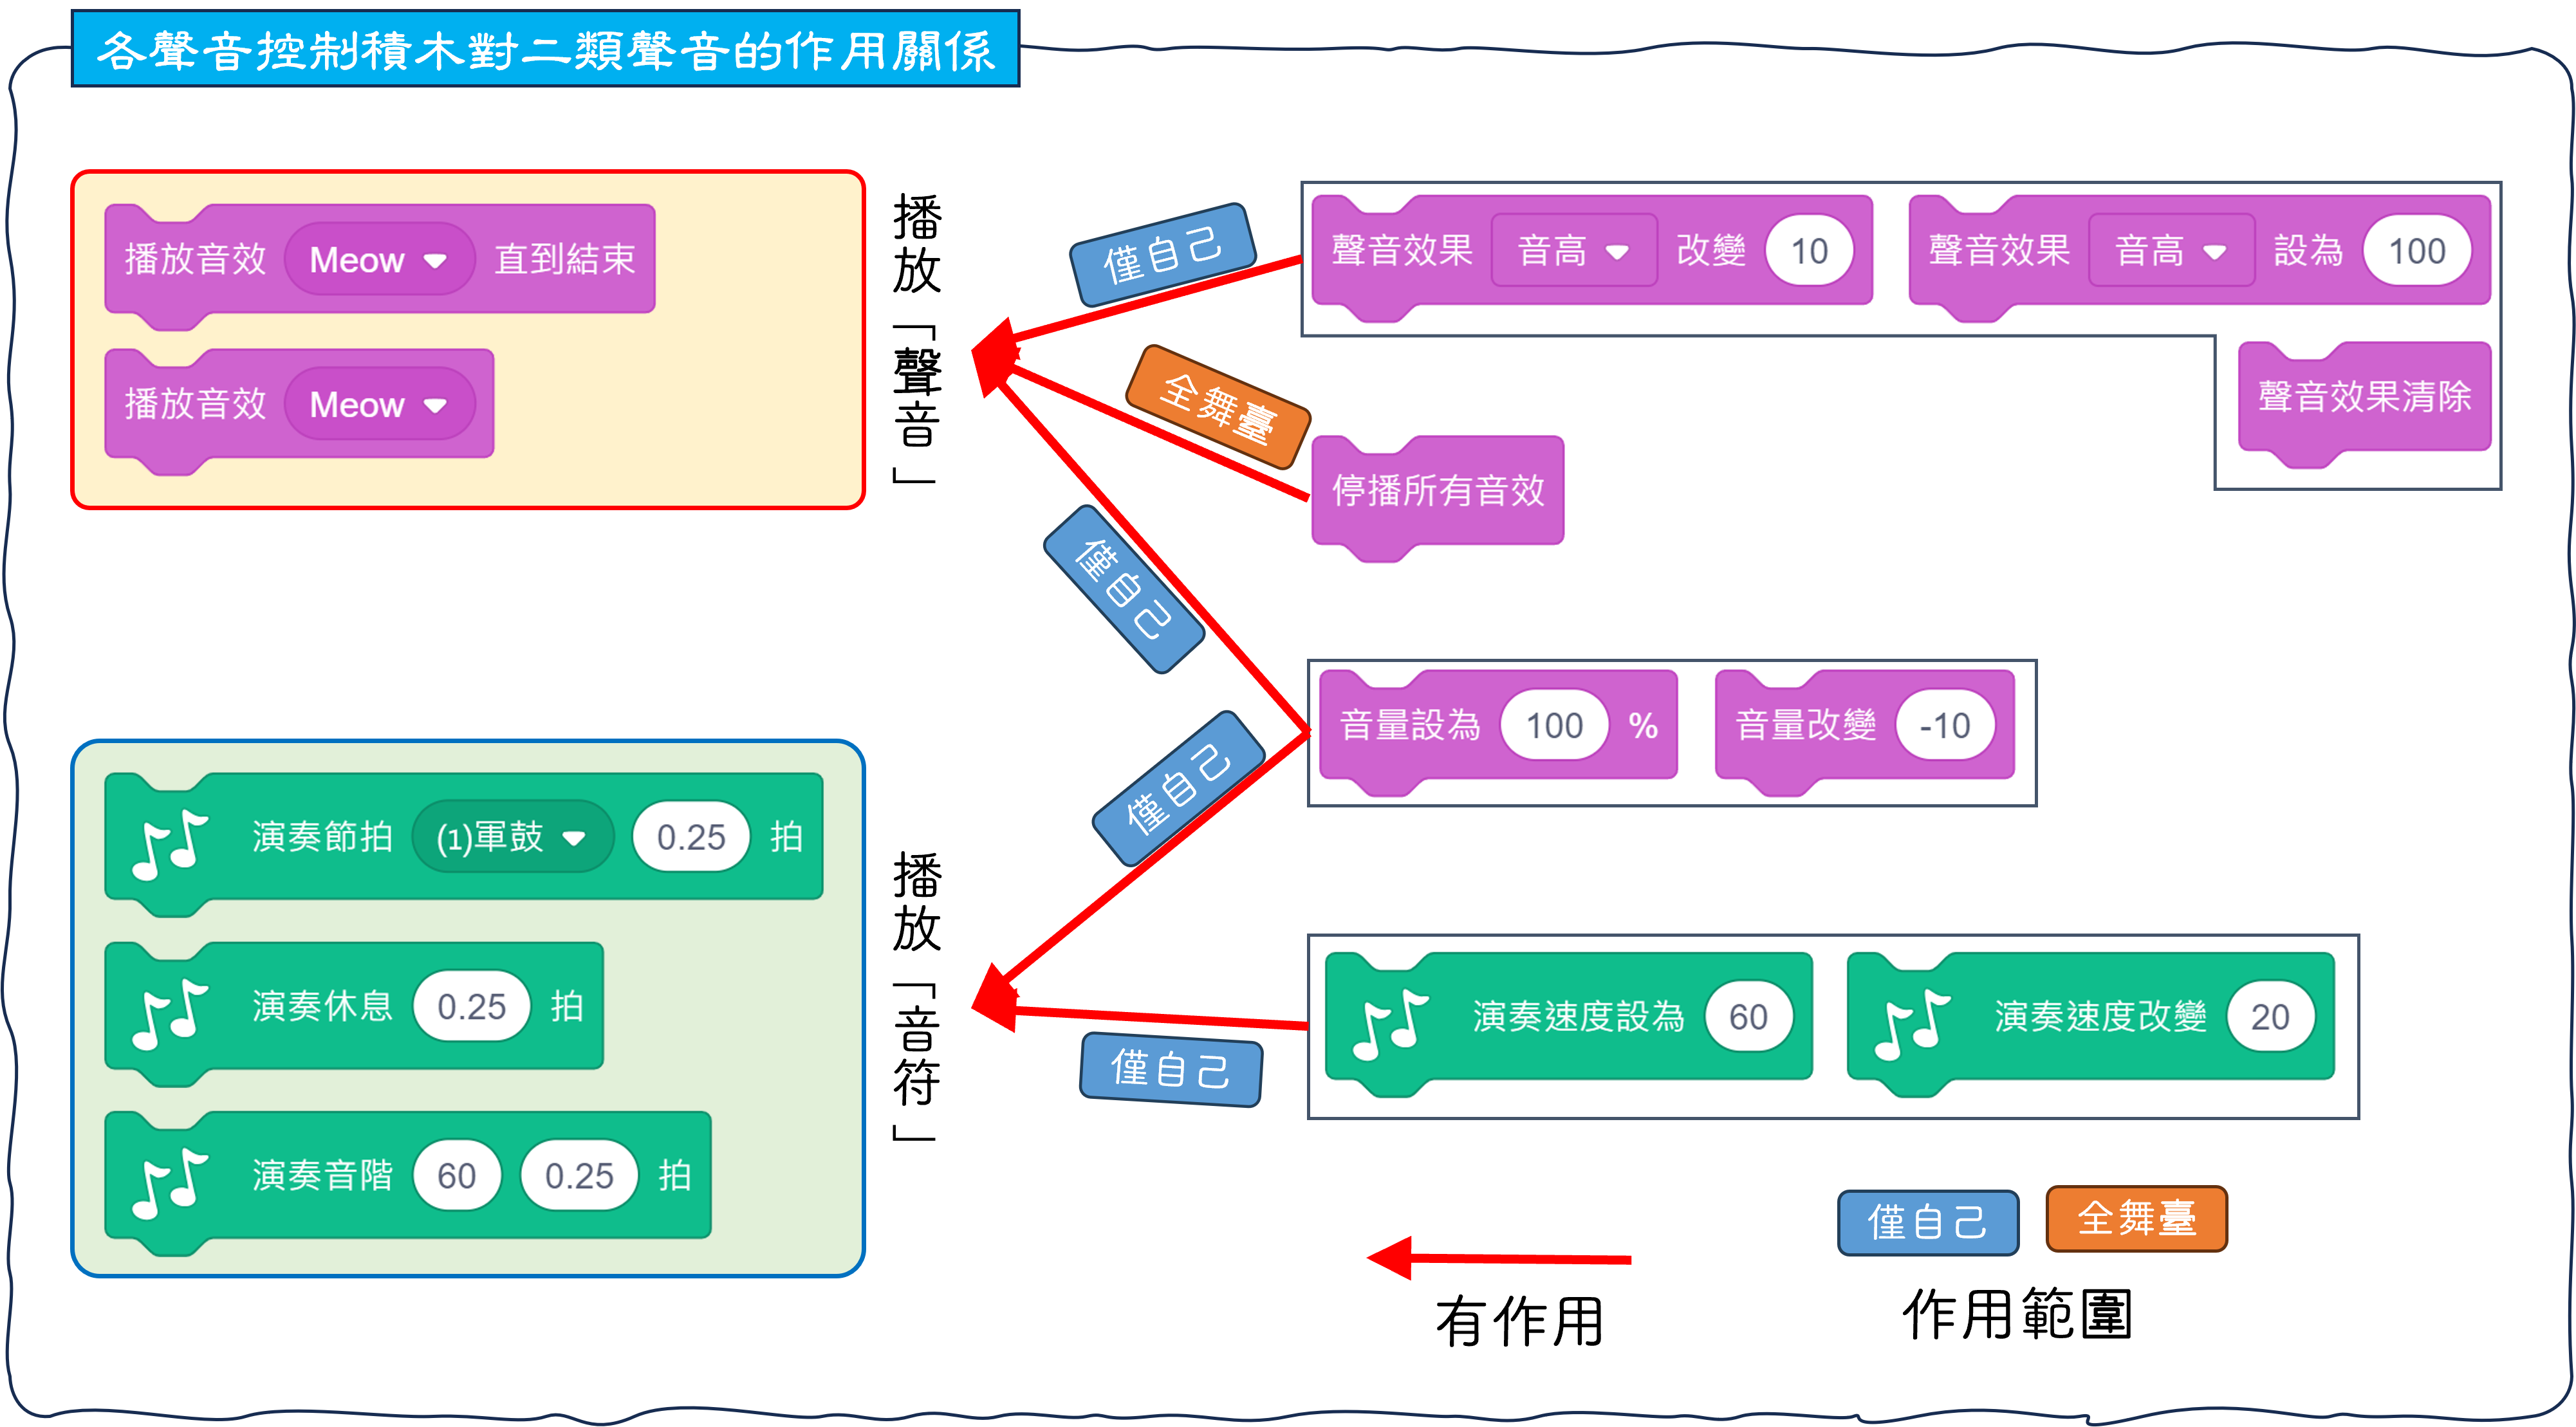 各聲音控制積木對二類聲音的作用關係
播放音效 Meow 直到結束
播放音效 Meow
播放「聲音」
僅自己
全舞臺
僅自己
聲音效果 音高 改變 10
聲音效果 音高 設為 100
聲音效果清除
停播所有音效
音量設為 100 %
音量改變 -10
演奏節拍 (1)軍鼓 0.25 拍
演奏休息 0.25 拍
演奏音階 60 0.25 拍
播放「音符」
僅自己
僅自己
演奏速度設為 60
演奏速度改變 20
有作用
僅自己
全舞臺
作用範圍